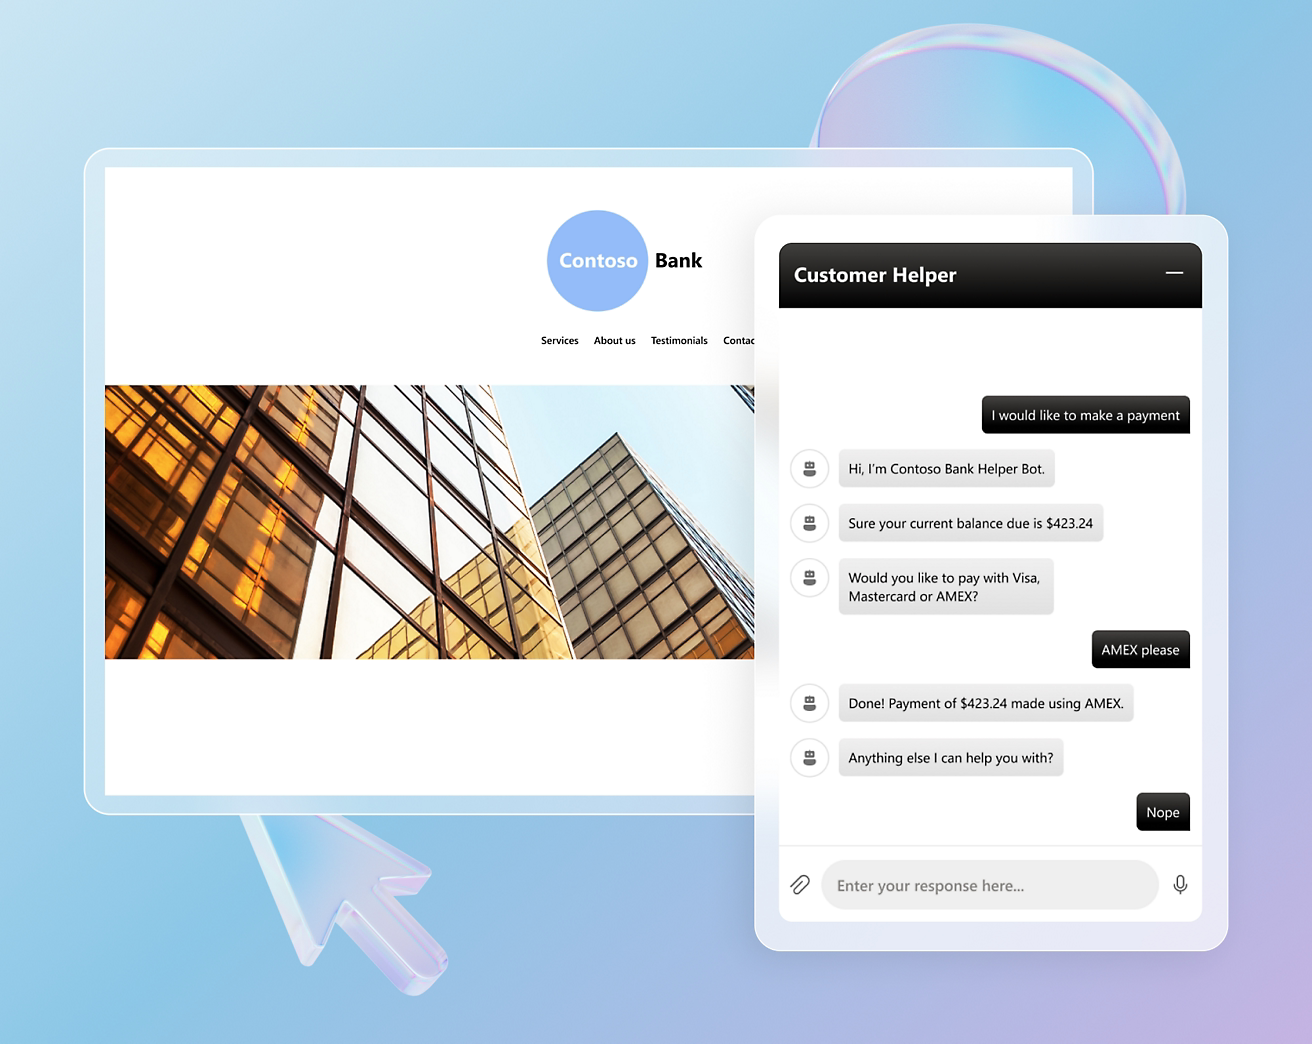 Contoso Bank
Services About us Testimonials
Customer Helper
I would like to make a payment
Hi, I'm Contoso Bank Helper Bot.
Sure your current balance due is $423.24
Would you like to pay with Visa,
Mastercard or AMEX?
AMEX please
Done! Payment of $423.24 made using AMEX.
Anything else I can help you with?
Nope
Enter your response here...